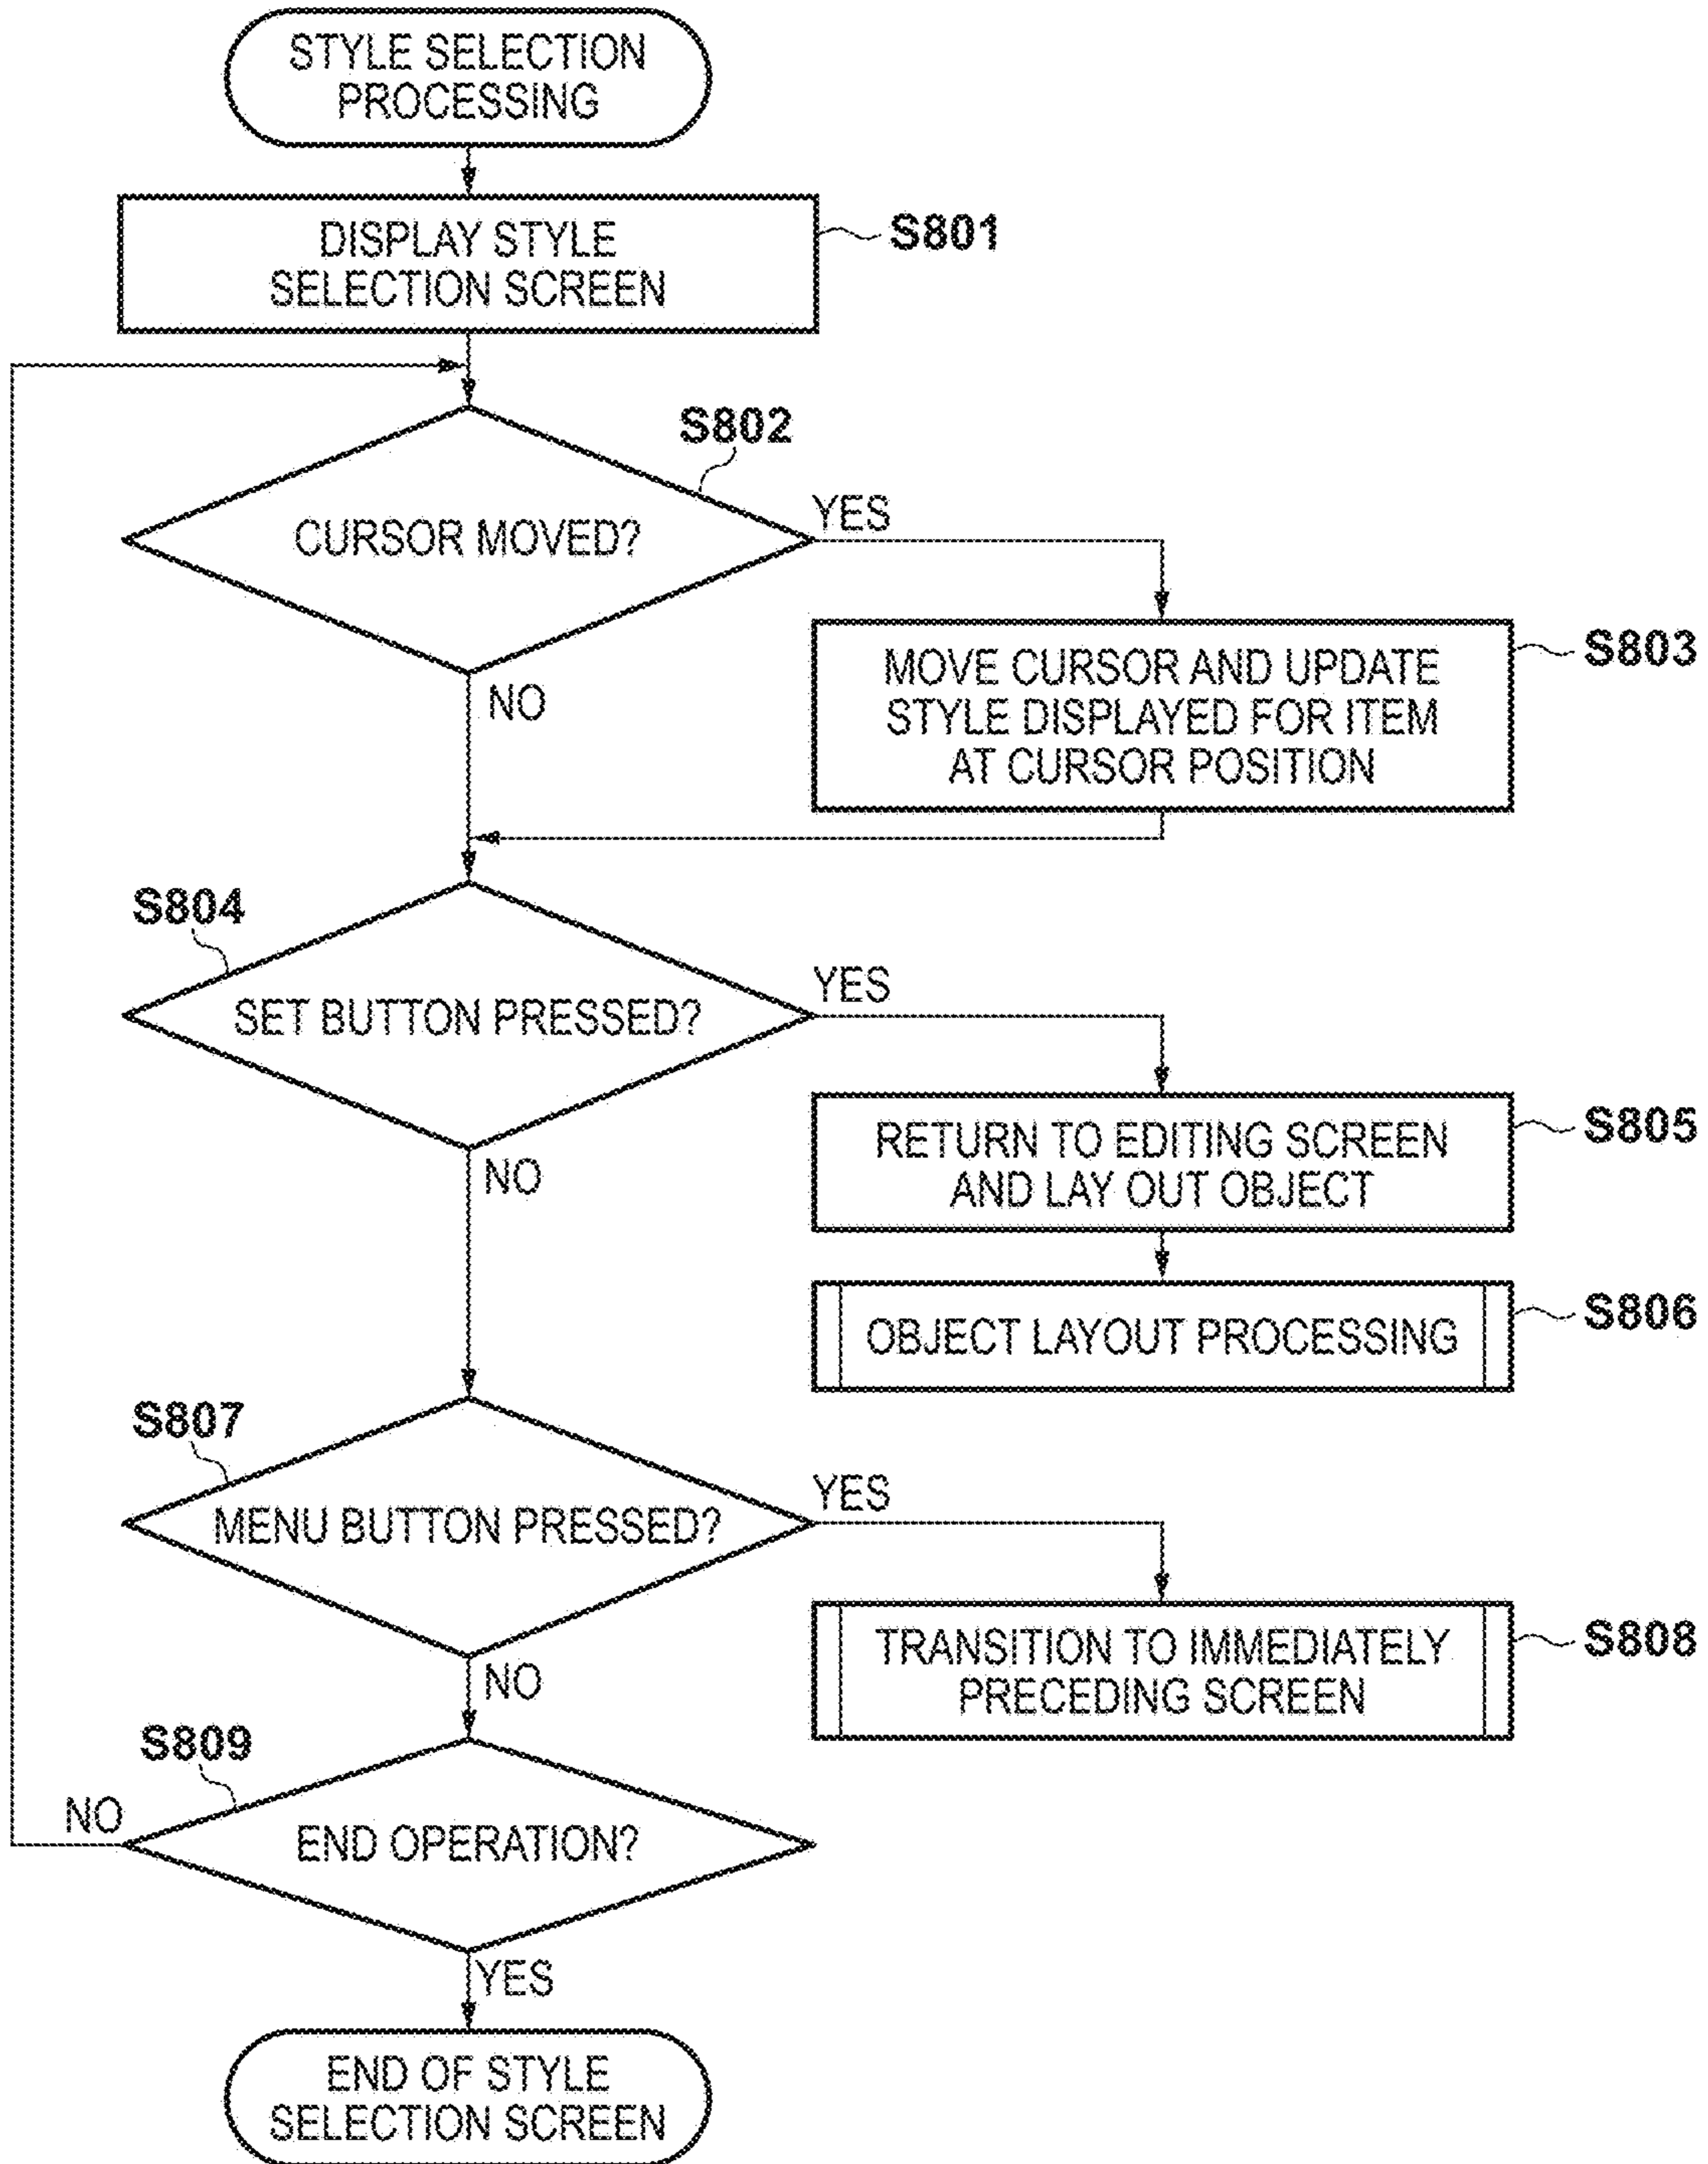 STYLE SELECTION
PROCESSING
DISPLAY STYLE
SELECTION SCREEN
S801
S802
CURSOR MOVED?
YES
NO
MOVE CURSOR AND UPDATE
STYLE DISPLAYED FOR ITEM
AT CURSOR POSITION
S803
S804
SET BUTTON PRESSED?
YES
NO
RETURN TO EDITING SCREEN
AND LAY OUT OBJECT
S805
OBJECT LAYOUT PROCESSING
S806
S807
MENU BUTTON PRESSED?
YES
NO
TRANSITION TO IMMEDIATELY
PRECEDING SCREEN
S808
S809
NO
END OPERATION?
YES
END OF STYLE
SELECTION SCREEN